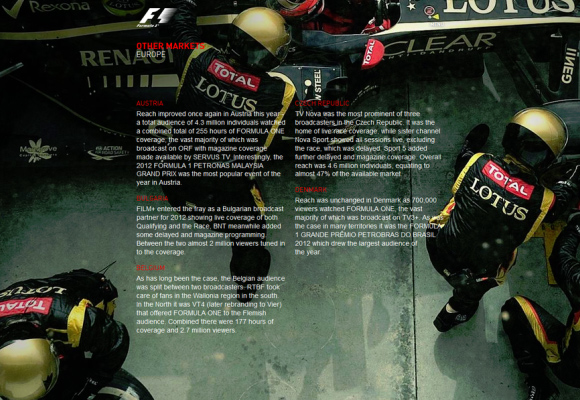 Rexona
CLEAR
LOTUS
F1
Formula 1
OTHER MARKETS
EUROPE
RENAULT
TOTAL
LOTUS
TOTAL
CLEAR
AUSTRIA
Reach improved once again in Austria this year;
a total audience of 4.3 million individuals watched
a combined total of 255 hours of FORMULA ONE
coverage, the vast majority of which was
broadcast on ORF with magazine coverage
made available by SERVUS TV. Interestingly, the
2012 FORMULA 1 PETRONAS MALAYSIA
GRAND PRIX was the most popular event of the
year in Austria.
BULGARIA
FILM+ entered the fray as a Bulgarian broadcast
partner for 2012 showing live coverage of both
Qualifying and the Race. BNT meanwhile added
some delayed and magazine programming.
Between the two almost 2 million viewers tuned in
to the coverage.
BELGIUM
As has long been the case, the Belgian audience
was split between two broadcasters- RTBF took
care of fans in the Wallonia region in the south,
in the North it was VT4 (later rebranding to Vier)
that offered FORMULA ONE to the Flemish
audience. Combined there were 177 hours of
coverage and 2.7 million viewers.
CZECH REPUBLIC
TV Nova was the most prominent of three
broadcasters in the Czech Republic. It was the
home of live race coverage, while sister channel
Nova Sport showed all sessions live, excluding
the race, which was delayed. Sport 5 added
further delayed and magazine coverage. Overall
reach was 4.6 million individuals, equating to
almost 47% of the available market.
DENMARK
Reach was unchanged in Denmark as 700,000
viewers watched FORMULA ONE, the vast
majority of which was broadcast on TV3+. As was
the case in many territories it was the FORMULA
1 GRANDE PRÊMIO PETROBRAS DO BRASIL
2012 which drew the largest audience of
the year.
TOTAL
LOTUS
TOTAL